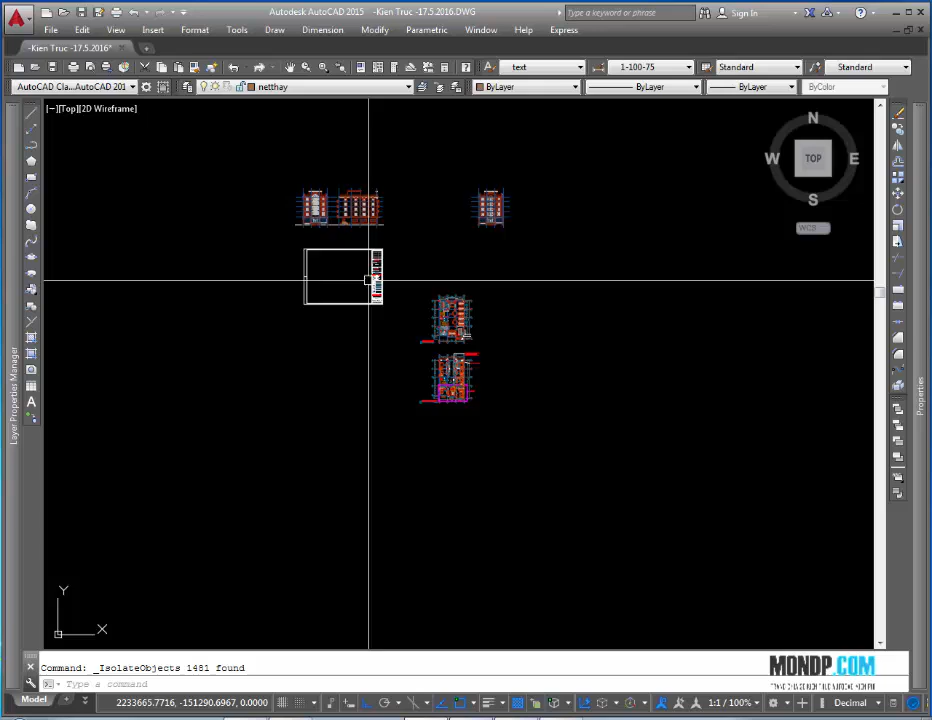 Autodesk AutoCAD 2015 -Kien Truc -17.5.2016.DWG
Type a keyword or phrase
Sign In
File Edit View Insert Format Tools Draw Dimension Modify Parametric Window Help Express
-Kien Truc -17.5.2016*
text
1-100-75
Standard
Standard
AutoCAD Cla...AutoCAD 201
netthay
ByLayer
ByLayer
ByLayer
ByColor
[−][Top][2D Wireframe]
N
W
TOP
E
S
WCS
Layer Properties Manager
Properties
A
Y
X
Command: _IsolateObjects 1481 found
Type a command
MONDP.COM
Model
2233665.7716, -151290.6967, 0.0000
1:1 / 100%
Decimal